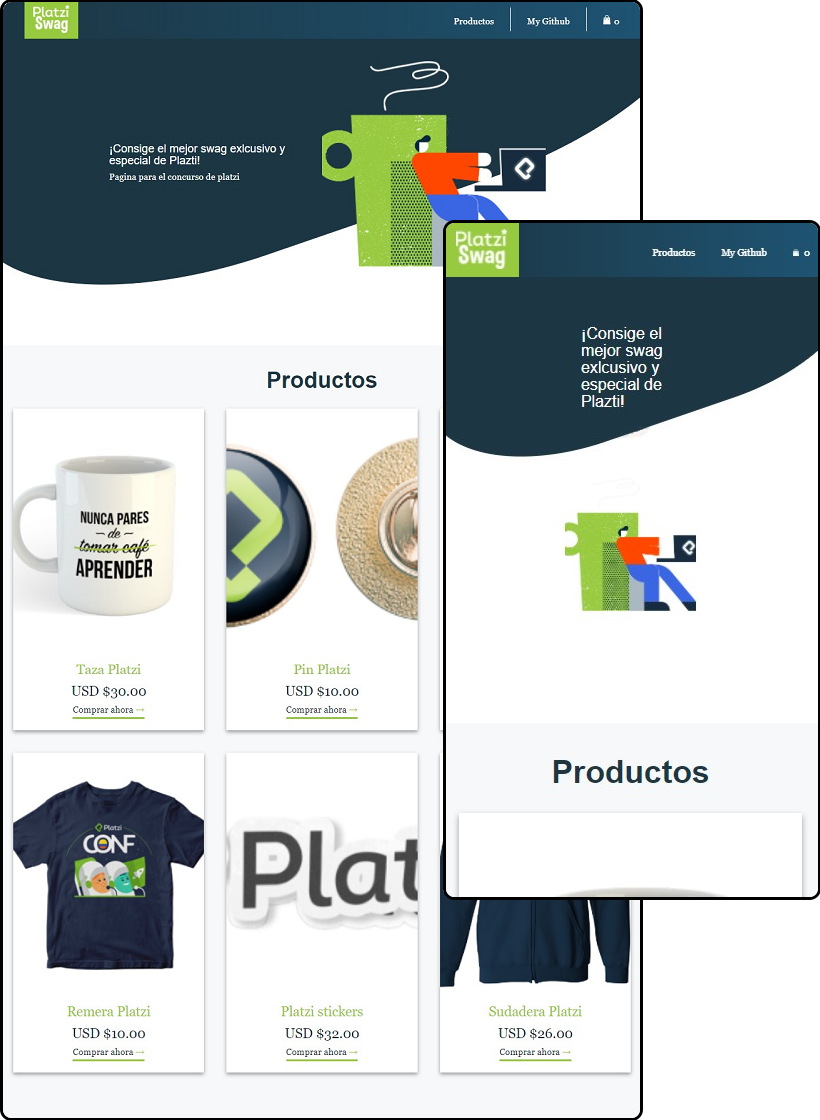 Platzi
Swag
Productos
My Github
0
¡Consige el mejor swag exlcusivo y
especial de Plazti!
Pagina para el concurso de platzi
Productos
NUNCA PARES
de
tomar café
APRENDER
Taza Platzi
USD $30.00
Comprar ahora →
Pin Platzi
USD $10.00
Comprar ahora →
Platzi
CONF
Remera Platzi
USD $10.00
Comprar ahora →
Plat
Platzi stickers
USD $32.00
Comprar ahora →
Sudadera Platzi
USD $26.00
Comprar ahora →
Platzi
Swag
Productos
My Github
0
¡Consige el
mejor swag
exlcusivo y
especial de
Plazti!
Productos